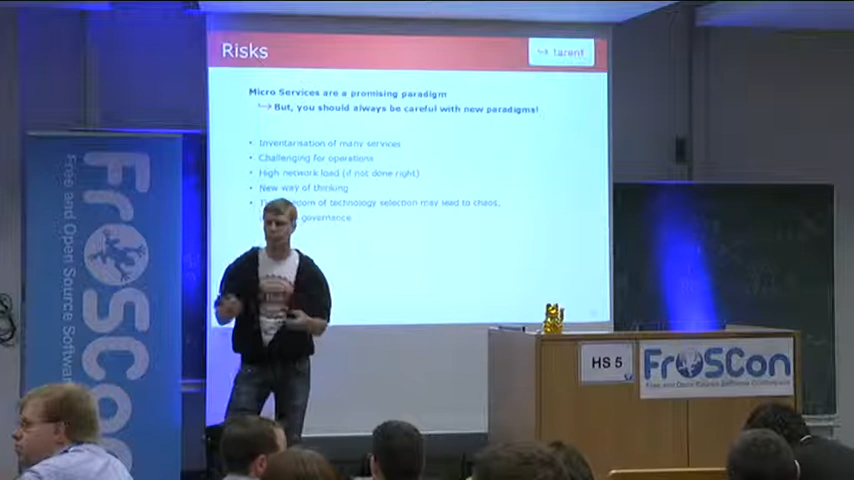 Risks
tarent
Micro Services are a promising paradigm
But, you should always be careful with new paradigms!
• Inventarisation of many services
• Challenging for operations
• High network load (if not done right)
• New way of thinking
• freedom of technology selection may lead to chaos,
governance
FrOSCon
Free and Open Source Software
HS 5
FrOSCon
Free and Open Source Software Conference